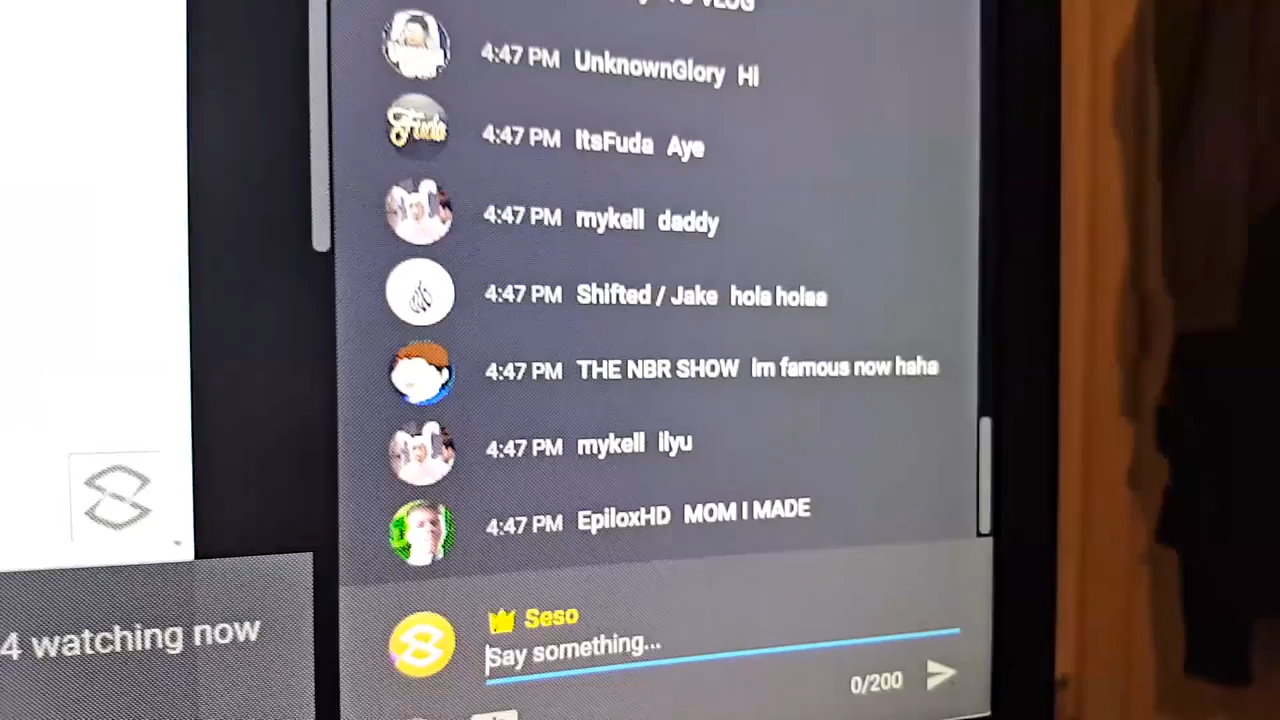 VLOG
4:47 PM UnknownGlory Hi
4:47 PM ItsFuda Aye
4:47 PM mykell daddy
4:47 PM Shifted / Jake hola holaa
4:47 PM THE NBR SHOW Im famous now haha
4:47 PM mykell ilyu
4:47 PM EpiloxHD MOM I MADE
Seso
Say something...
4 watching now
0/200